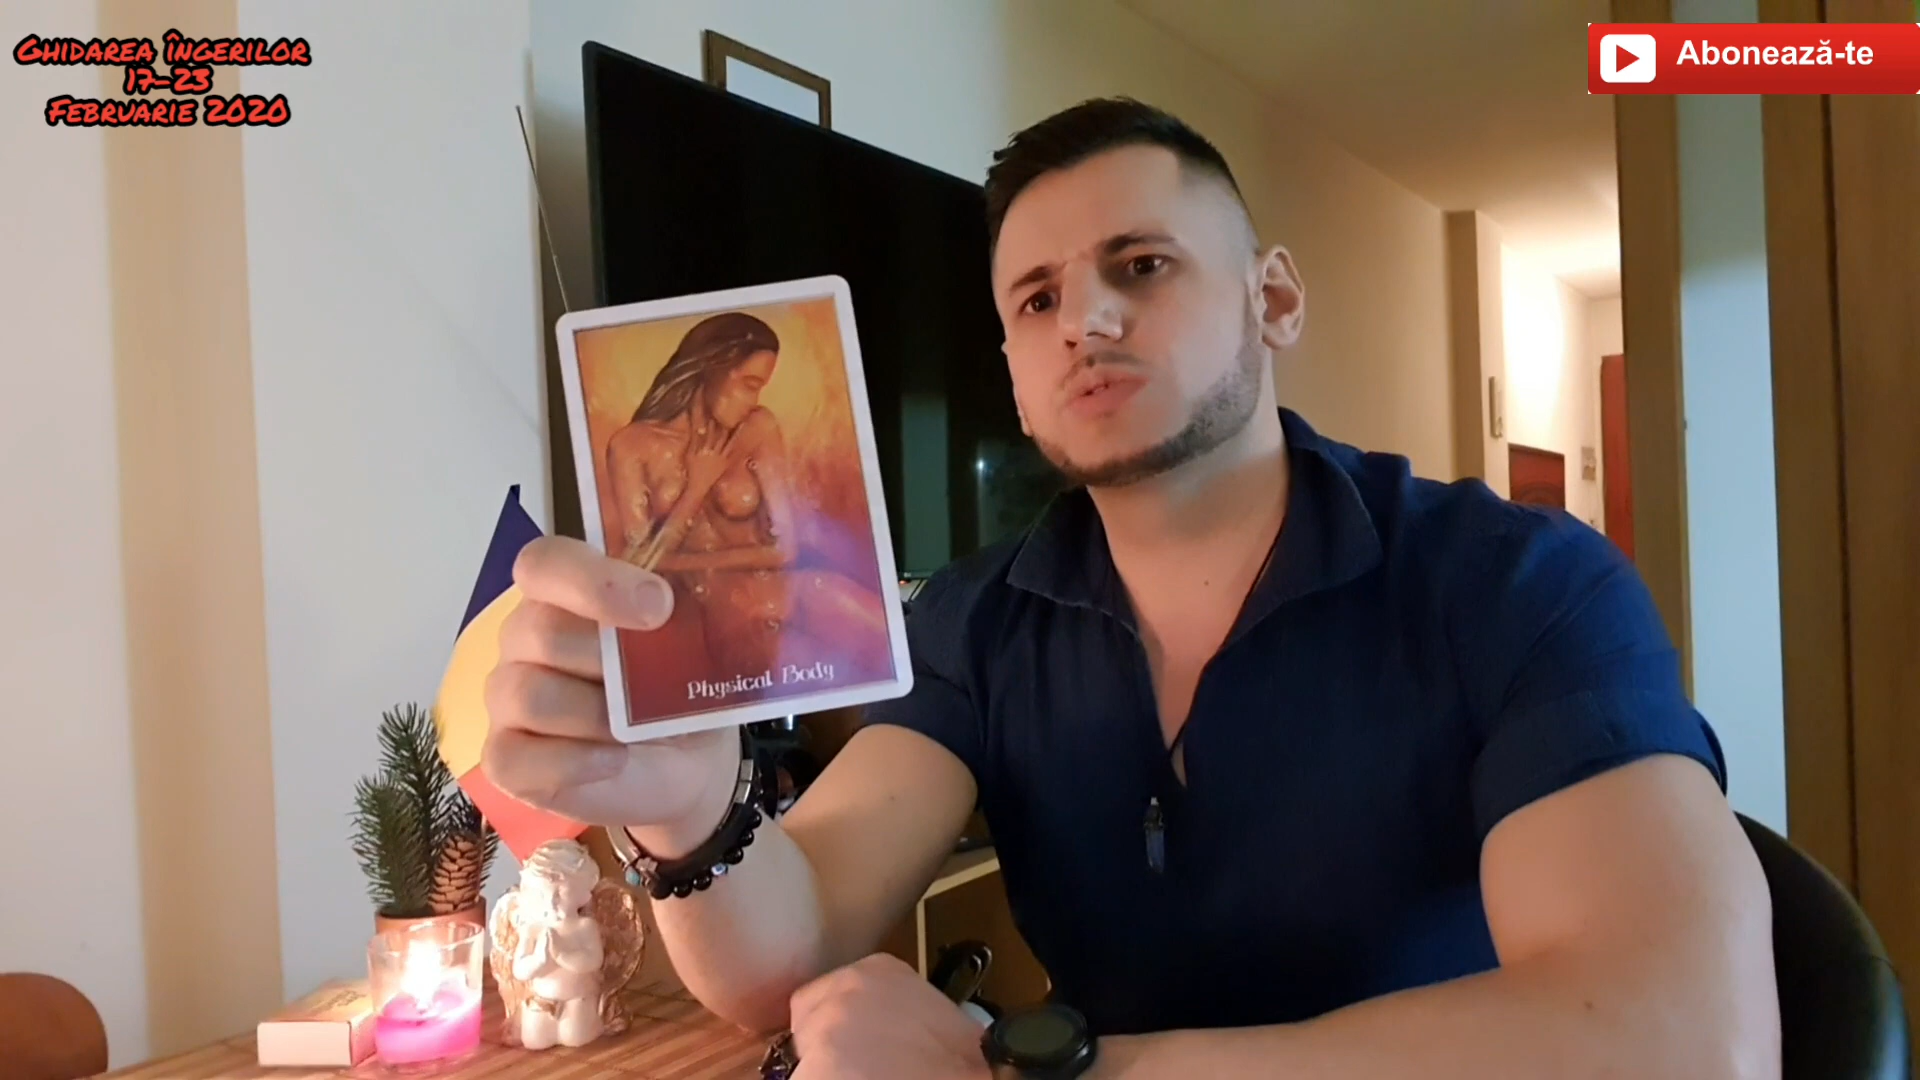 Ghidarea îngerilor
17-23
Februarie 2020
Abonează-te
Physical Body